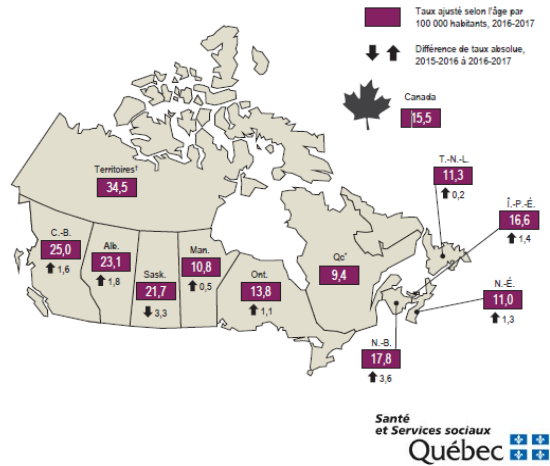 Taux ajusté selon l'âge par
100 000 habitants, 2016-2017
Différence de taux absolue,
2015-2016 à 2016-2017
Canada
15,5
T.-N.-L.
11,3
0,2
Territoires†
34,5
Î.-P.-É.
16,6
1,4
C.-B.
25,0
1,6
Alb.
23,1
1,8
Sask.
21,7
3,3
Man.
10,8
0,5
Ont.
13,8
1,1
Qc*
9,4
N.-É.
11,0
1,3
N.-B.
17,8
3,6
Santé
et Services sociaux
Québec